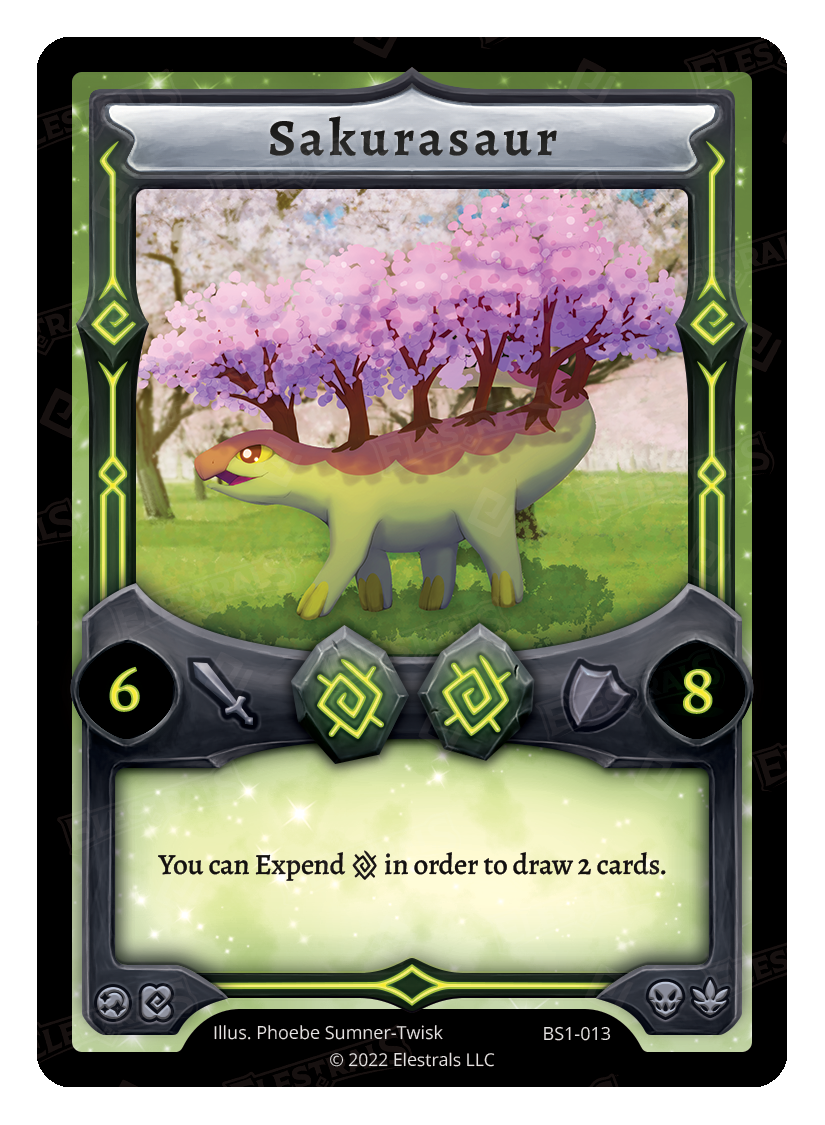 Sakurasaur
6
8
You can Expend in order to draw 2 cards.
Illus. Phoebe Sumner-Twisk
BS1-013
© 2022 Elestrals LLC